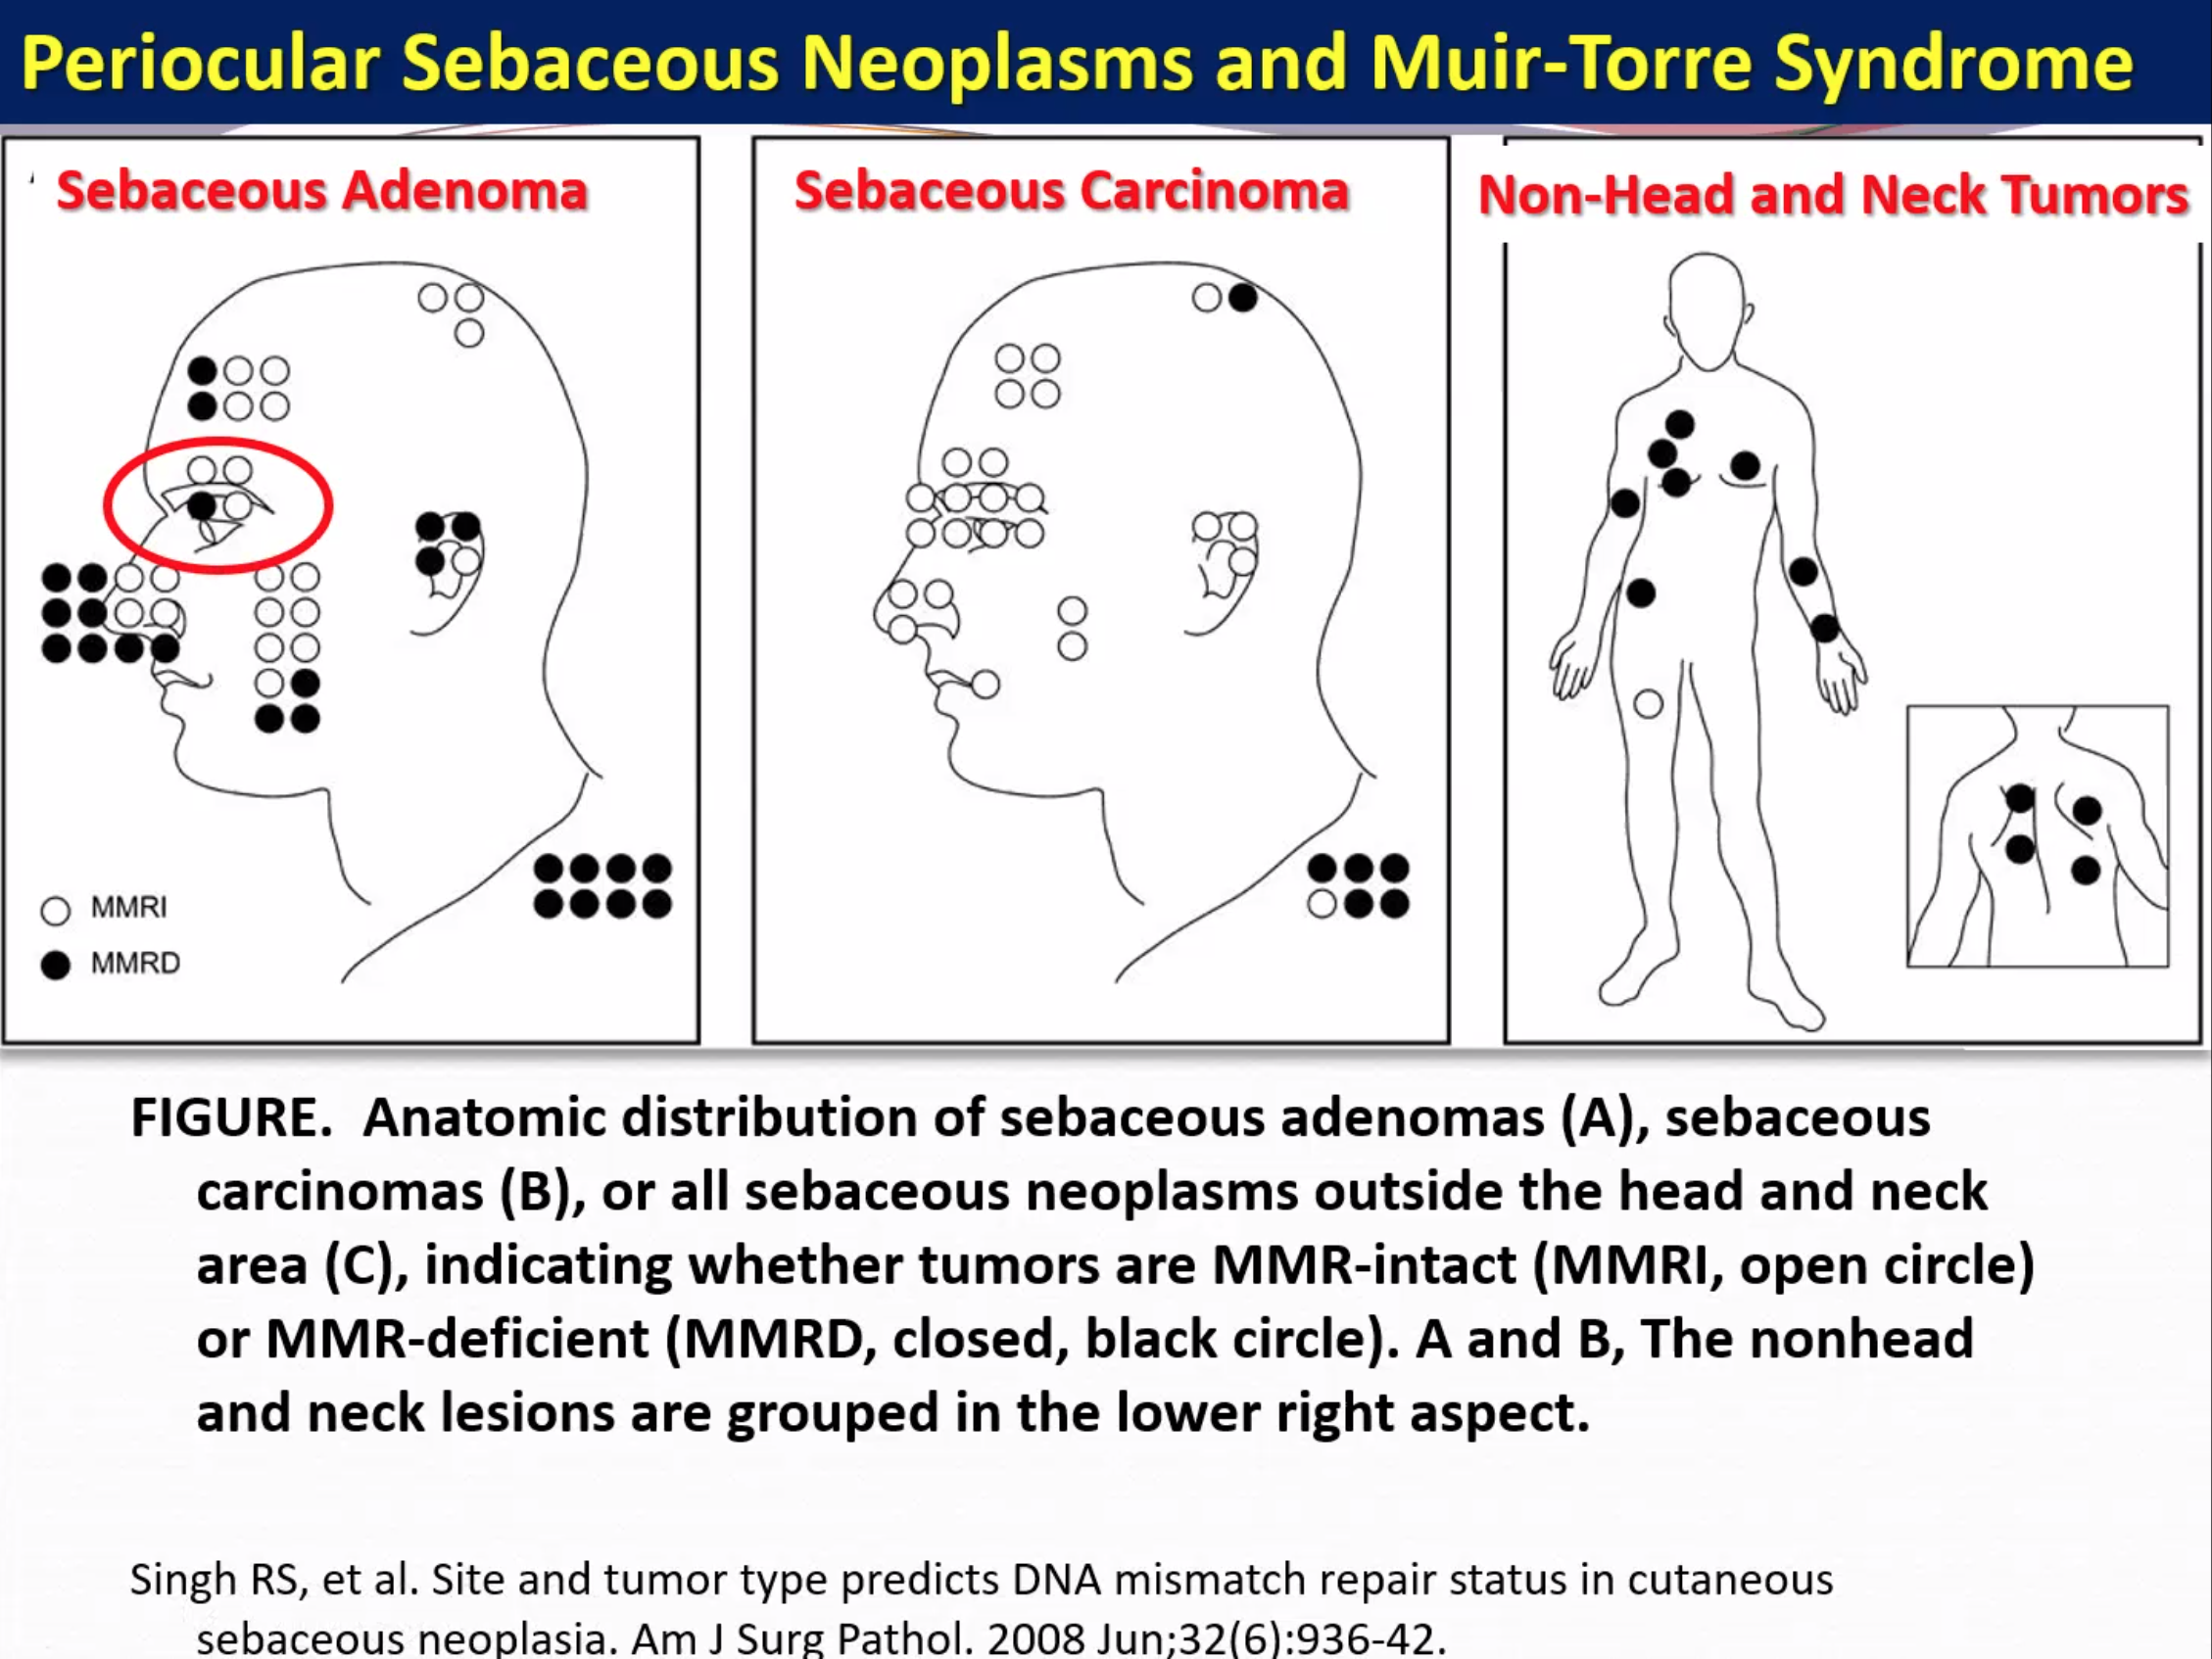 Periocular Sebaceous Neoplasms and Muir-Torre Syndrome
Sebaceous Adenoma
Sebaceous Carcinoma
Non-Head and Neck Tumors
MMRI
MMRD
FIGURE. Anatomic distribution of sebaceous adenomas (A), sebaceous
carcinomas (B), or all sebaceous neoplasms outside the head and neck
area (C), indicating whether tumors are MMR-intact (MMRI, open circle)
or MMR-deficient (MMRD, closed, black circle). A and B, The nonhead
and neck lesions are grouped in the lower right aspect.
Singh RS, et al. Site and tumor type predicts DNA mismatch repair status in cutaneous
sebaceous neoplasia. Am J Surg Pathol. 2008 Jun;32(6):936-42.